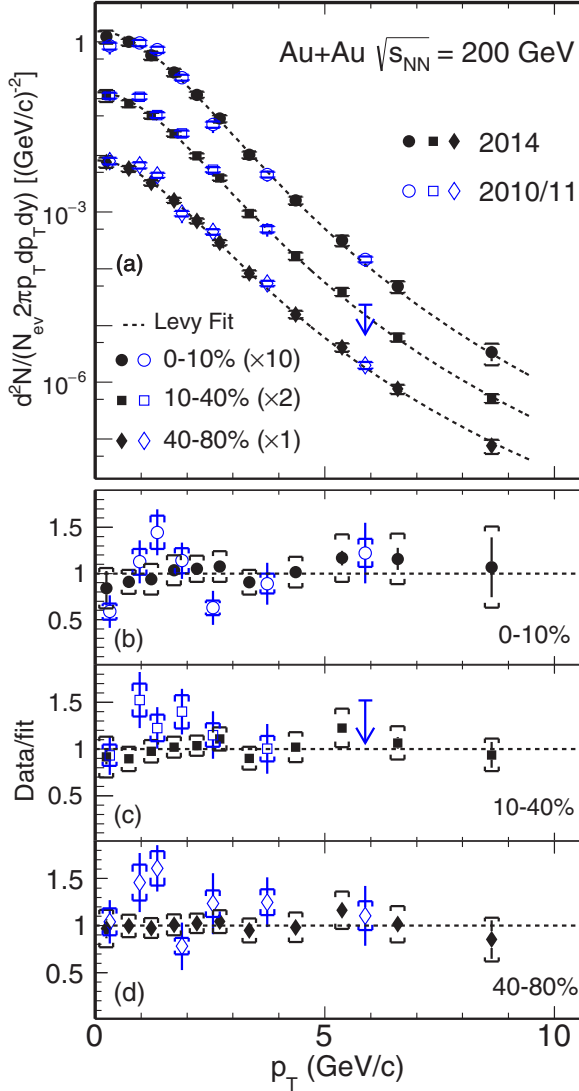 Au+Au √s_NN = 200 GeV
2014
2010/11
d²N/(N_ev 2πp_T dp_T dy) [(GeV/c)⁻²]
1
10⁻³
10⁻⁶
(a)
Levy Fit
0-10% (×10)
10-40% (×2)
40-80% (×1)
1.5
1
0.5
(b)
0-10%
Data/fit
1.5
1
0.5
(c)
10-40%
1.5
1
0.5
(d)
40-80%
0 5 10
p_T (GeV/c)